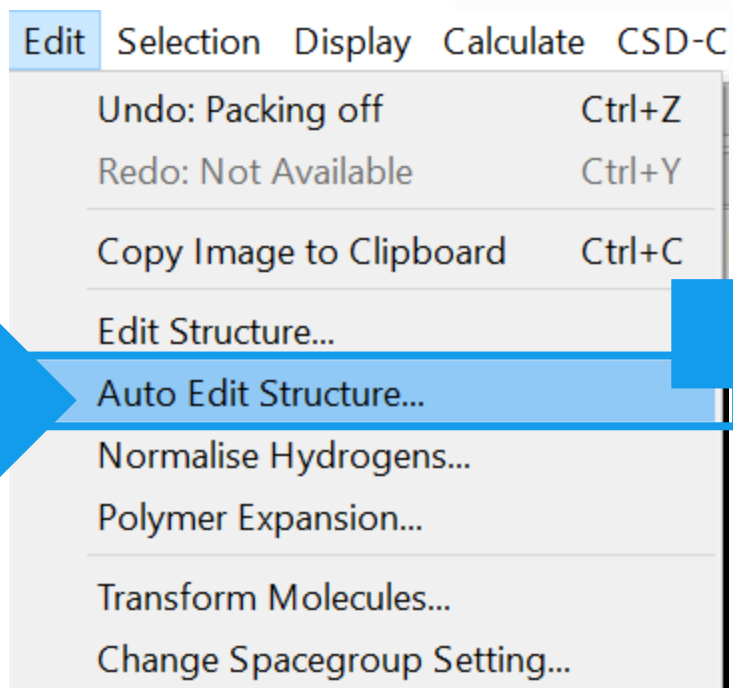 Edit Selection Display Calculate CSD-C
Undo: Packing off Ctrl+Z
Redo: Not Available Ctrl+Y
Copy Image to Clipboard Ctrl+C
Edit Structure...
Auto Edit Structure...
Normalise Hydrogens...
Polymer Expansion...
Transform Molecules...
Change Spacegroup Setting...